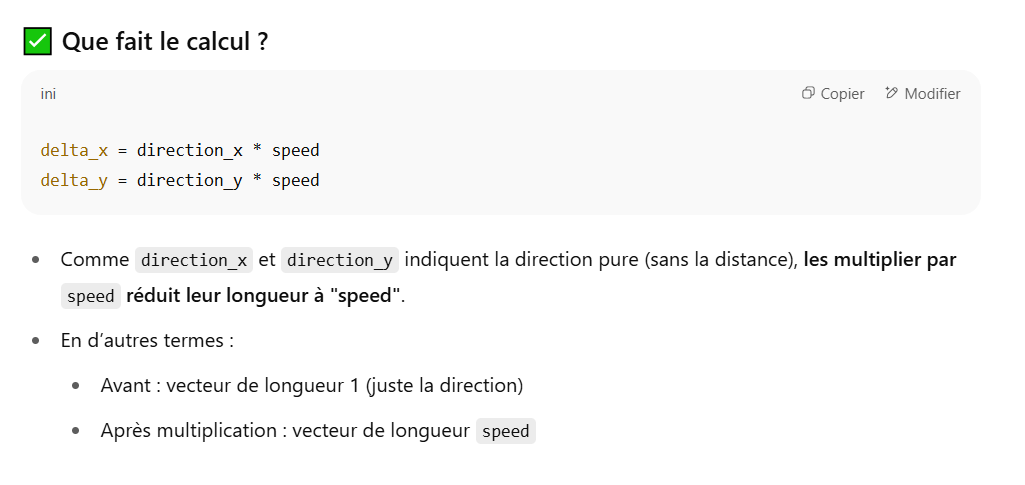 ✅ Que fait le calcul ?
ini
Copier
Modifier
delta_x = direction_x * speed
delta_y = direction_y * speed
• Comme direction_x et direction_y indiquent la direction pure (sans la distance), les multiplier par
speed réduit leur longueur à "speed".
• En d’autres termes :
• Avant : vecteur de longueur 1 (juste la direction)
• Après multiplication : vecteur de longueur speed